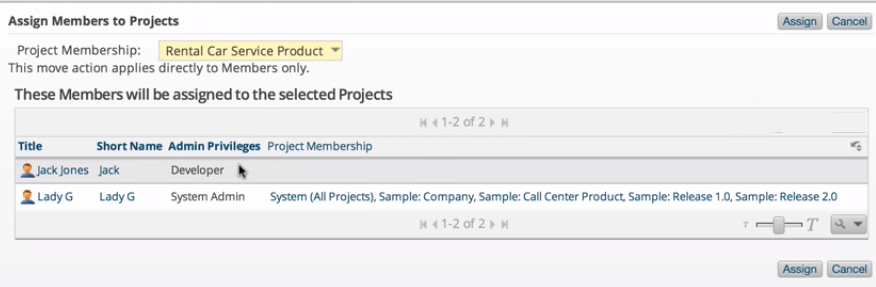 Assign Members to Projects Assign Cancel
Project Membership: Rental Car Service Product
This move action applies directly to Members only.
These Members will be assigned to the selected Projects
1-2 of 2
Title Short Name Admin Privileges Project Membership
Jack Jones Jack Developer
Lady G Lady G System Admin System (All Projects), Sample: Company, Sample: Call Center Product, Sample: Release 1.0, Sample: Release 2.0
1-2 of 2 T T
Assign Cancel